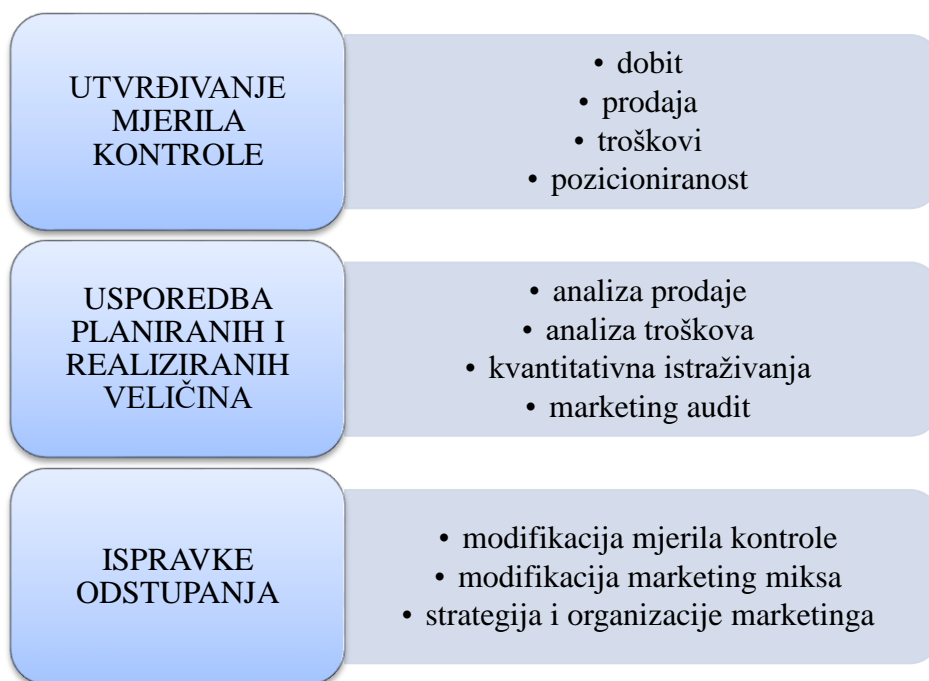 UTVRĐIVANJE
MJERILA
KONTROLE
• dobit
• prodaja
• troškovi
• pozicioniranost
USPOREDBA
PLANIRANIH I
REALIZIRANIH
VELIČINA
• analiza prodaje
• analiza troškova
• kvantitativna istraživanja
• marketing audit
ISPRAVKE
ODSTUPANJA
• modifikacija mjerila kontrole
• modifikacija marketing miksa
• strategija i organizacije marketinga